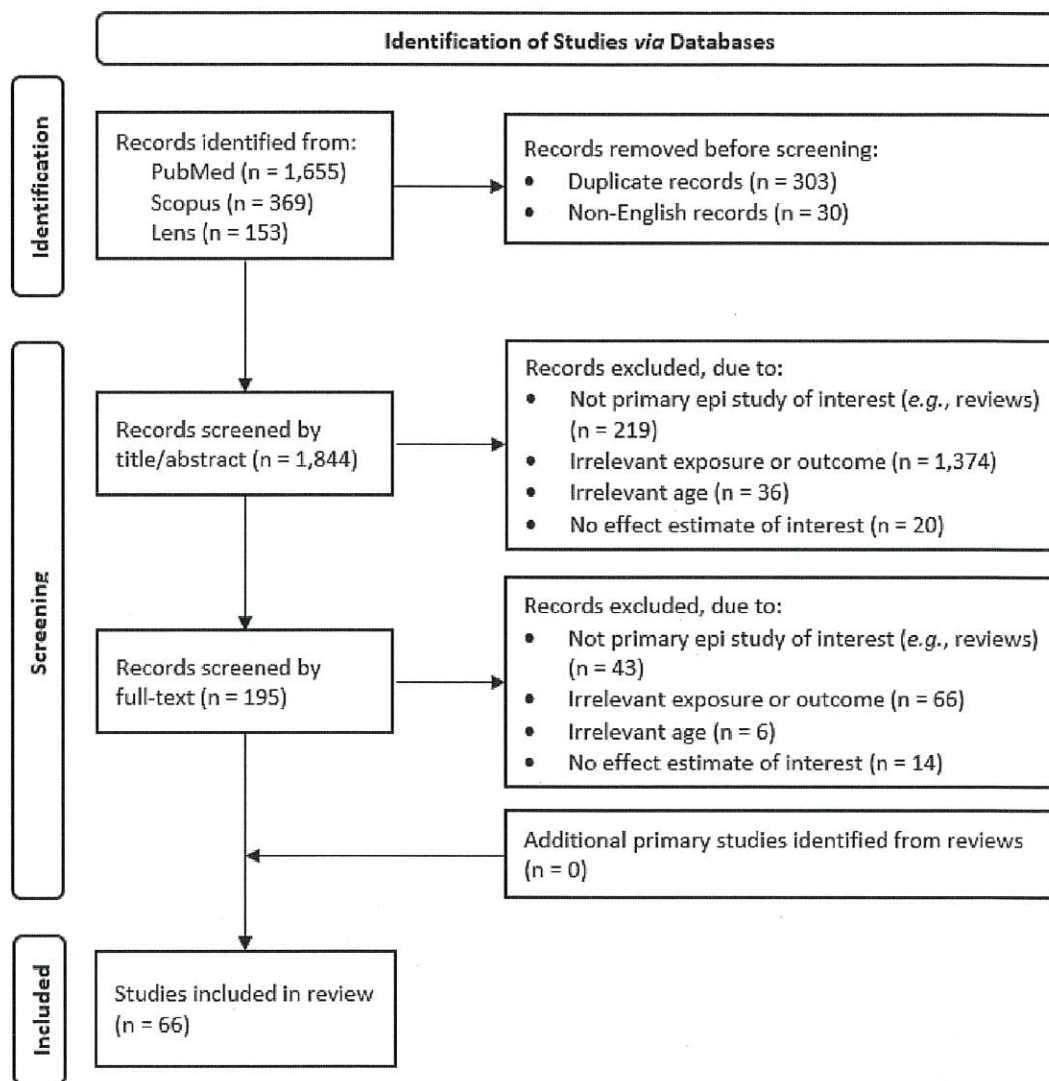 Identification of Studies via Databases
Identification
Records identified from:
PubMed (n = 1,655)
Scopus (n = 369)
Lens (n = 153)
Records removed before screening:
• Duplicate records (n = 303)
• Non-English records (n = 30)
Screening
Records screened by
title/abstract (n = 1,844)
Records excluded, due to:
• Not primary epi study of interest (e.g., reviews)
(n = 219)
• Irrelevant exposure or outcome (n = 1,374)
• Irrelevant age (n = 36)
• No effect estimate of interest (n = 20)
Records screened by
full-text (n = 195)
Records excluded, due to:
• Not primary epi study of interest (e.g., reviews)
(n = 43)
• Irrelevant exposure or outcome (n = 66)
• Irrelevant age (n = 6)
• No effect estimate of interest (n = 14)
Additional primary studies identified from reviews
(n = 0)
Included
Studies included in review
(n = 66)